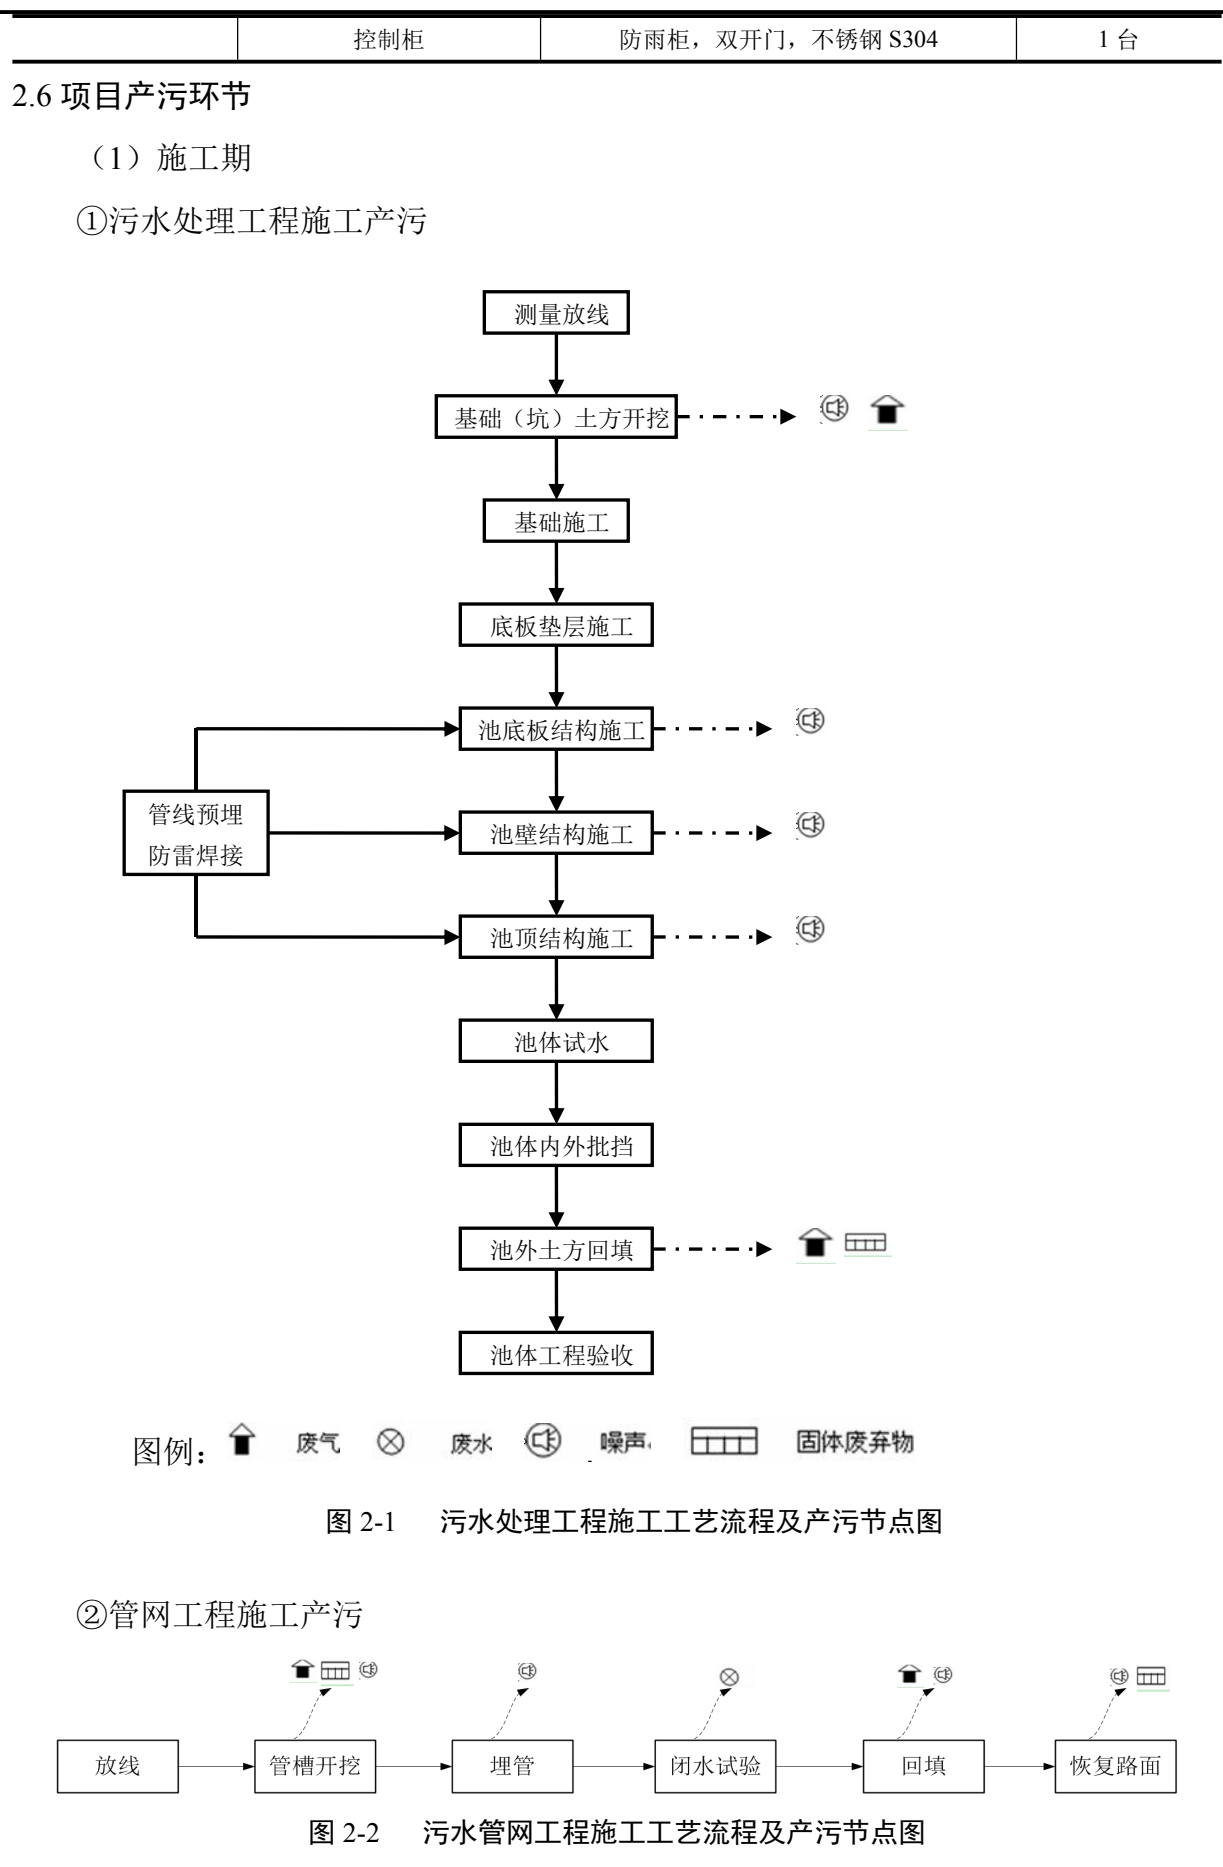 控制柜 防雨柜，双开门，不锈钢 S304 1 台
2.6 项目产污环节
（1）施工期
①污水处理工程施工产污
测量放线
基础（坑）土方开挖
基础施工
底板垫层施工
池底板结构施工
管线预埋
防雷焊接
池壁结构施工
池顶结构施工
池体试水
池体内外批挡
池外土方回填
池体工程验收
图例： 废气 废水 噪声 固体废弃物
图 2-1 污水处理工程施工工艺流程及产污节点图
②管网工程施工产污
放线 管槽开挖 埋管 闭水试验 回填 恢复路面
图 2-2 污水管网工程施工工艺流程及产污节点图